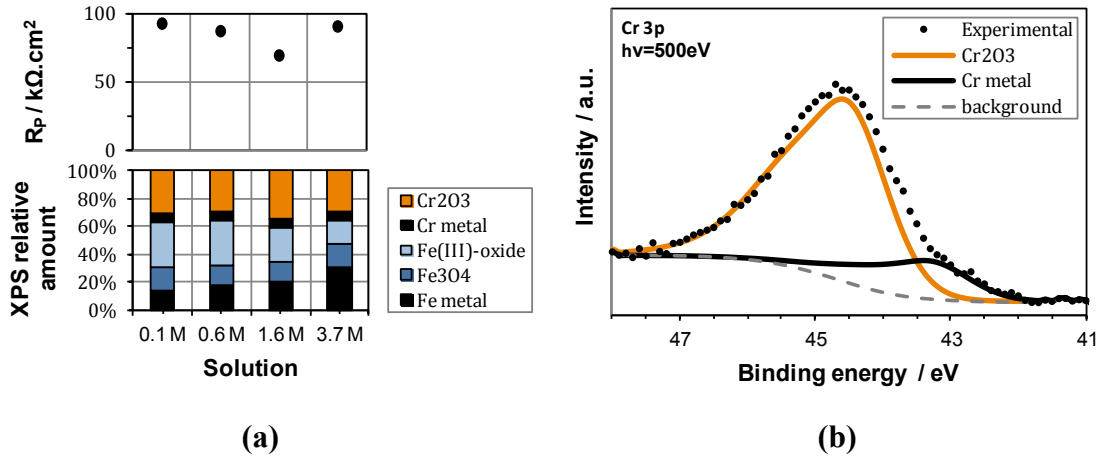 100
50
0
R_P / kΩ.cm²
100%
80%
60%
40%
20%
0%
XPS relative
amount
0.1 M 0.6 M 1.6 M 3.7 M
Solution
Cr2O3
Cr metal
Fe(III)-oxide
Fe3O4
Fe metal
(a)
Cr 3p
hν=500eV
Experimental
Cr2O3
Cr metal
background
Intensity / a.u.
47 45 43 41
Binding energy / eV
(b)